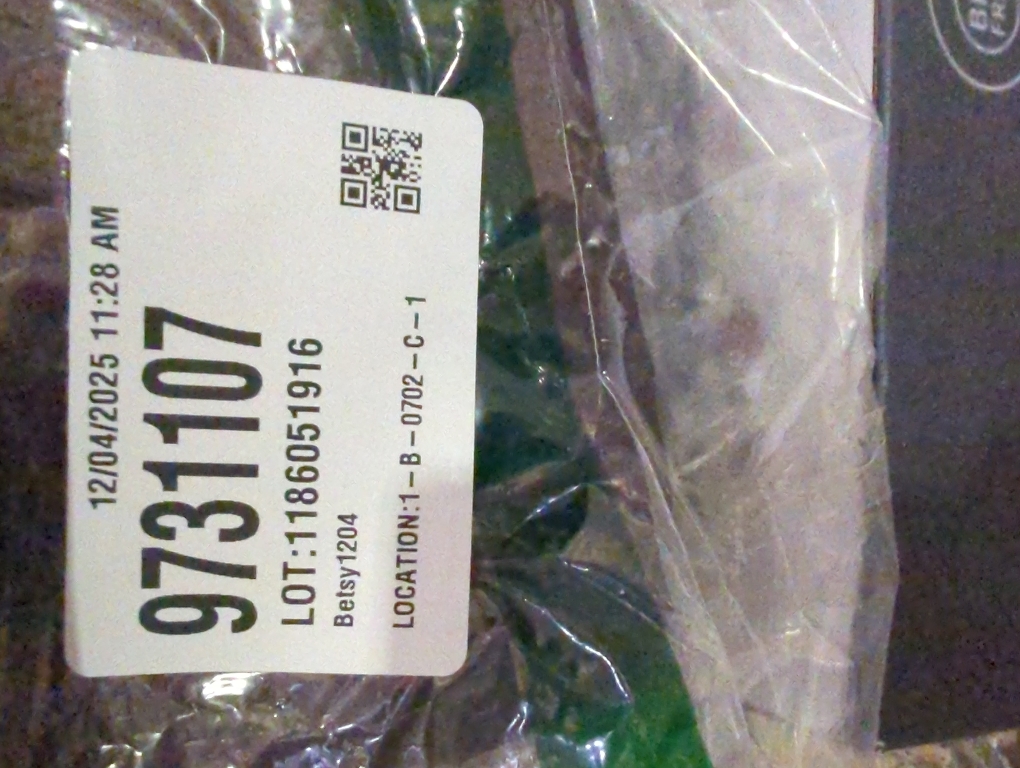 12/04/2025 11:28 AM
9731107
LOT:1186051916
Betsy1204
LOCATION:1-B-0702-C-1